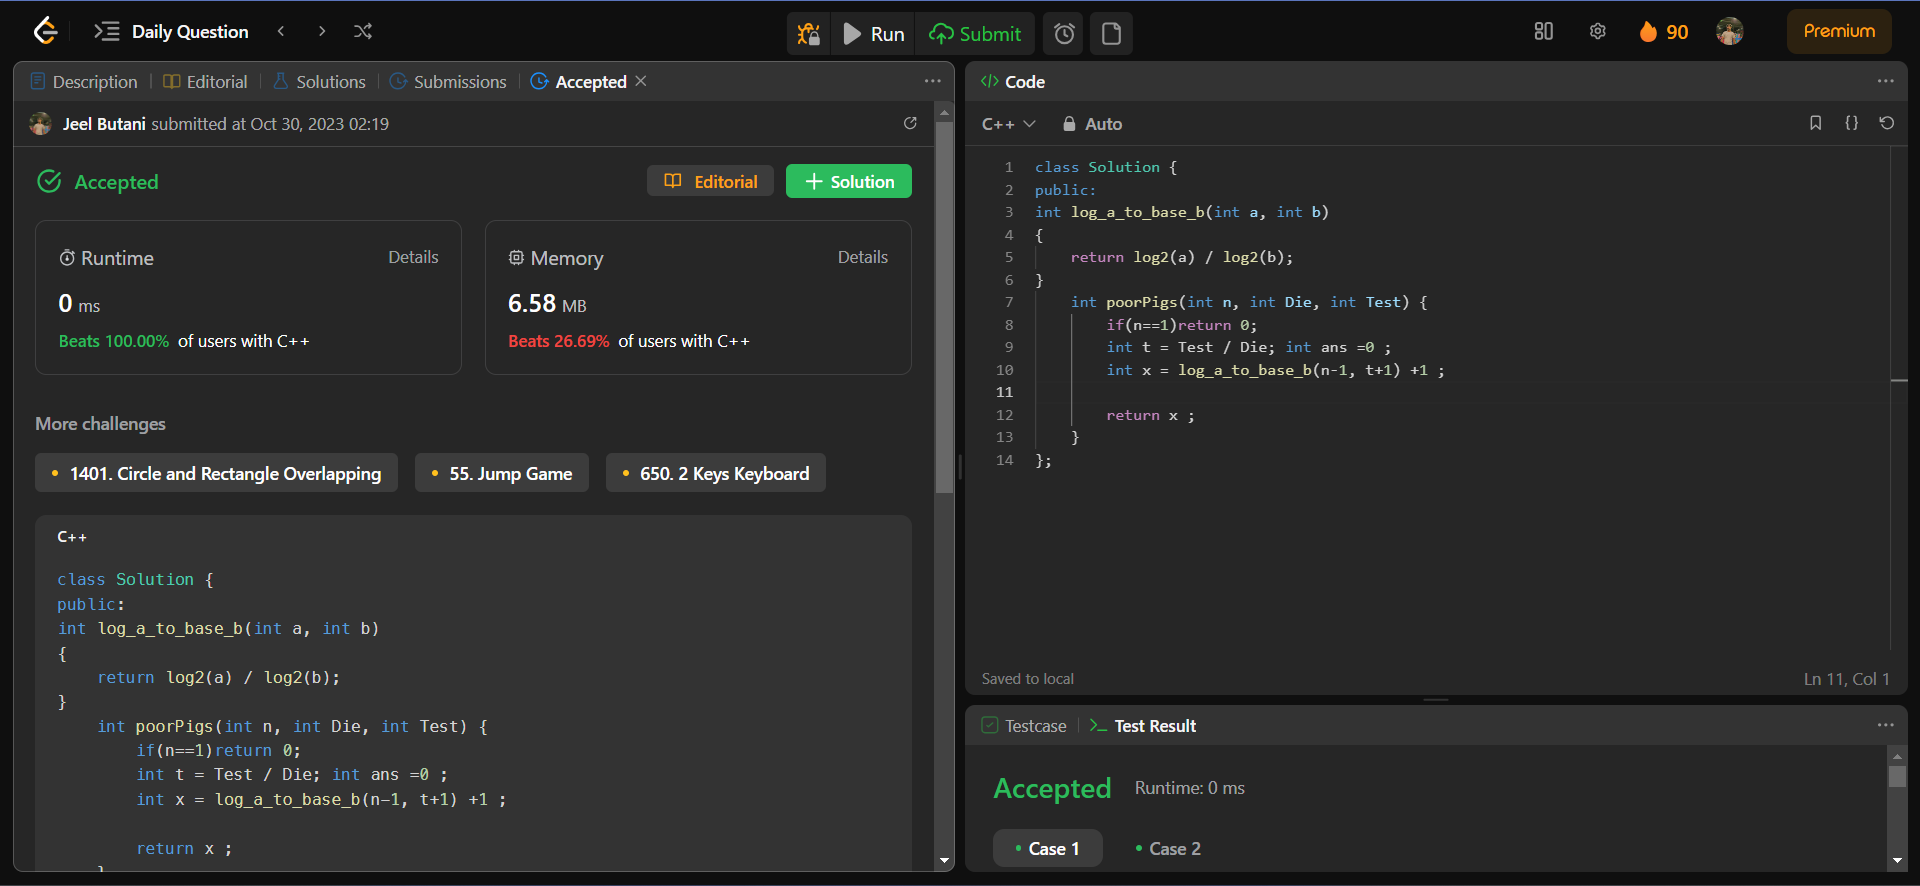 Daily Question
Run
Submit
90
Premium
Description
Editorial
Solutions
Submissions
Accepted
Jeel Butani submitted at Oct 30, 2023 02:19
Accepted
Editorial
Solution
Runtime
Details
0 ms
Beats 100.00% of users with C++
Memory
Details
6.58 MB
Beats 26.69% of users with C++
More challenges
1401. Circle and Rectangle Overlapping
55. Jump Game
650. 2 Keys Keyboard
C++
class Solution {
public:
int log_a_to_base_b(int a, int b)
{
    return log2(a) / log2(b);
}
    int poorPigs(int n, int Die, int Test) {
        if(n==1)return 0;
        int t = Test / Die; int ans =0 ;
        int x = log_a_to_base_b(n-1, t+1) +1 ;
        return x ;
    }
Code
C++
Auto
1 class Solution {
2 public:
3 int log_a_to_base_b(int a, int b)
4 {
5     return log2(a) / log2(b);
6 }
7     int poorPigs(int n, int Die, int Test) {
8         if(n==1)return 0;
9         int t = Test / Die; int ans =0 ;
10         int x = log_a_to_base_b(n-1, t+1) +1 ;
11
12         return x ;
13     }
14 };
Saved to local
Ln 11, Col 1
Testcase
Test Result
Accepted
Runtime: 0 ms
Case 1
Case 2